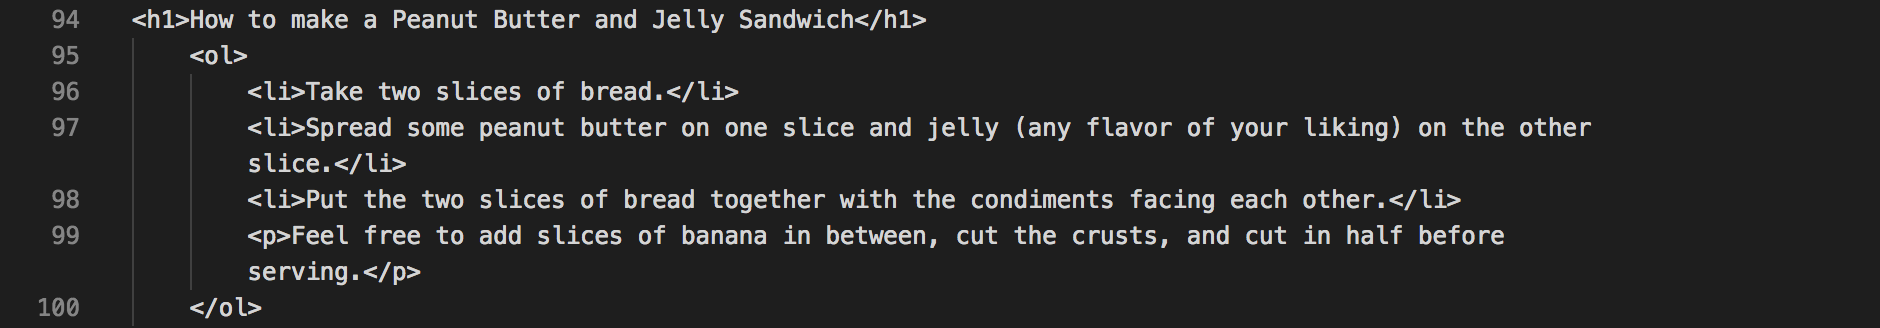 94 <h1>How to make a Peanut Butter and Jelly Sandwich</h1>
95 <ol>
96 <li>Take two slices of bread.</li>
97 <li>Spread some peanut butter on one slice and jelly (any flavor of your liking) on the other
slice.</li>
98 <li>Put the two slices of bread together with the condiments facing each other.</li>
99 <p>Feel free to add slices of banana in between, cut the crusts, and cut in half before
serving.</p>
100 </ol>